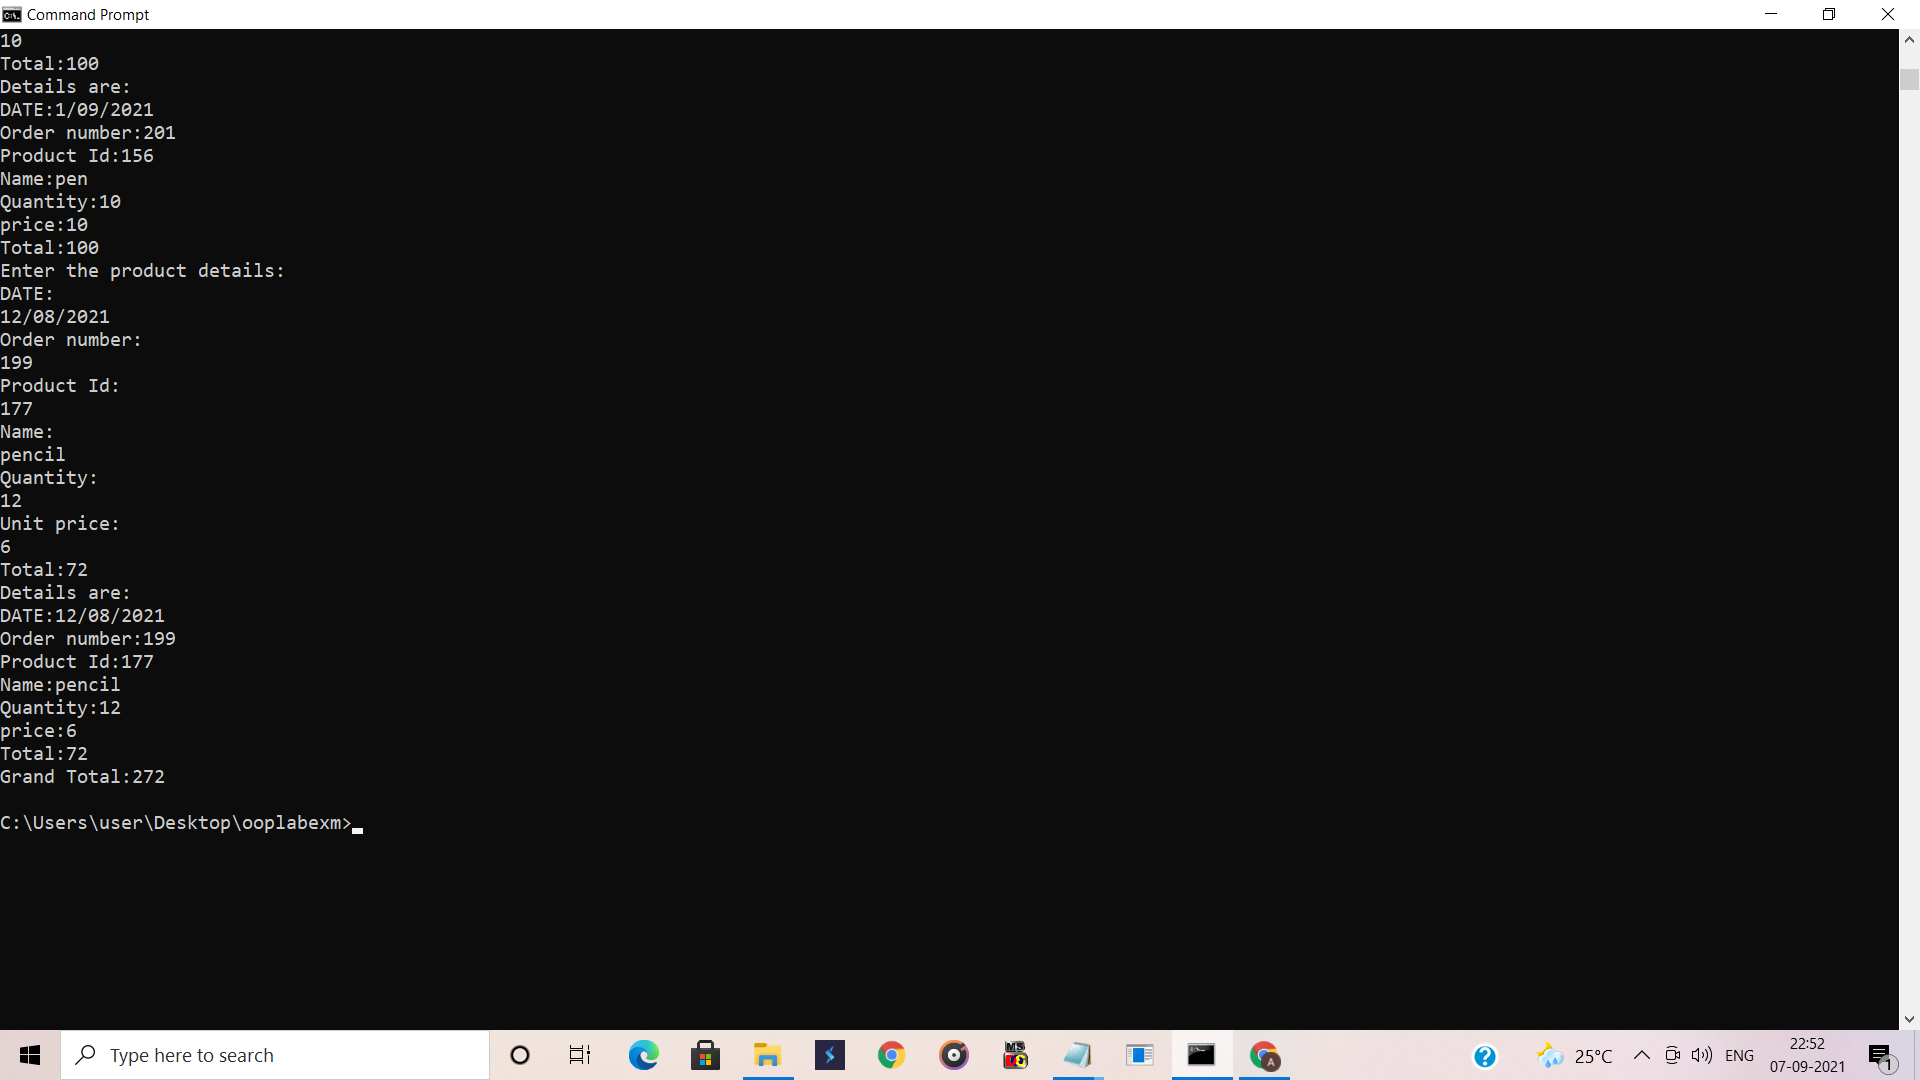 Command Prompt
10
Total:100
Details are:
DATE:1/09/2021
Order number:201
Product Id:156
Name:pen
Quantity:10
price:10
Total:100
Enter the product details:
DATE:
12/08/2021
Order number:
199
Product Id:
177
Name:
pencil
Quantity:
12
Unit price:
6
Total:72
Details are:
DATE:12/08/2021
Order number:199
Product Id:177
Name:pencil
Quantity:12
price:6
Total:72
Grand Total:272
C:\Users\user\Desktop\ooplabexm>
Type here to search
25°C
ENG
22:52
07-09-2021
1